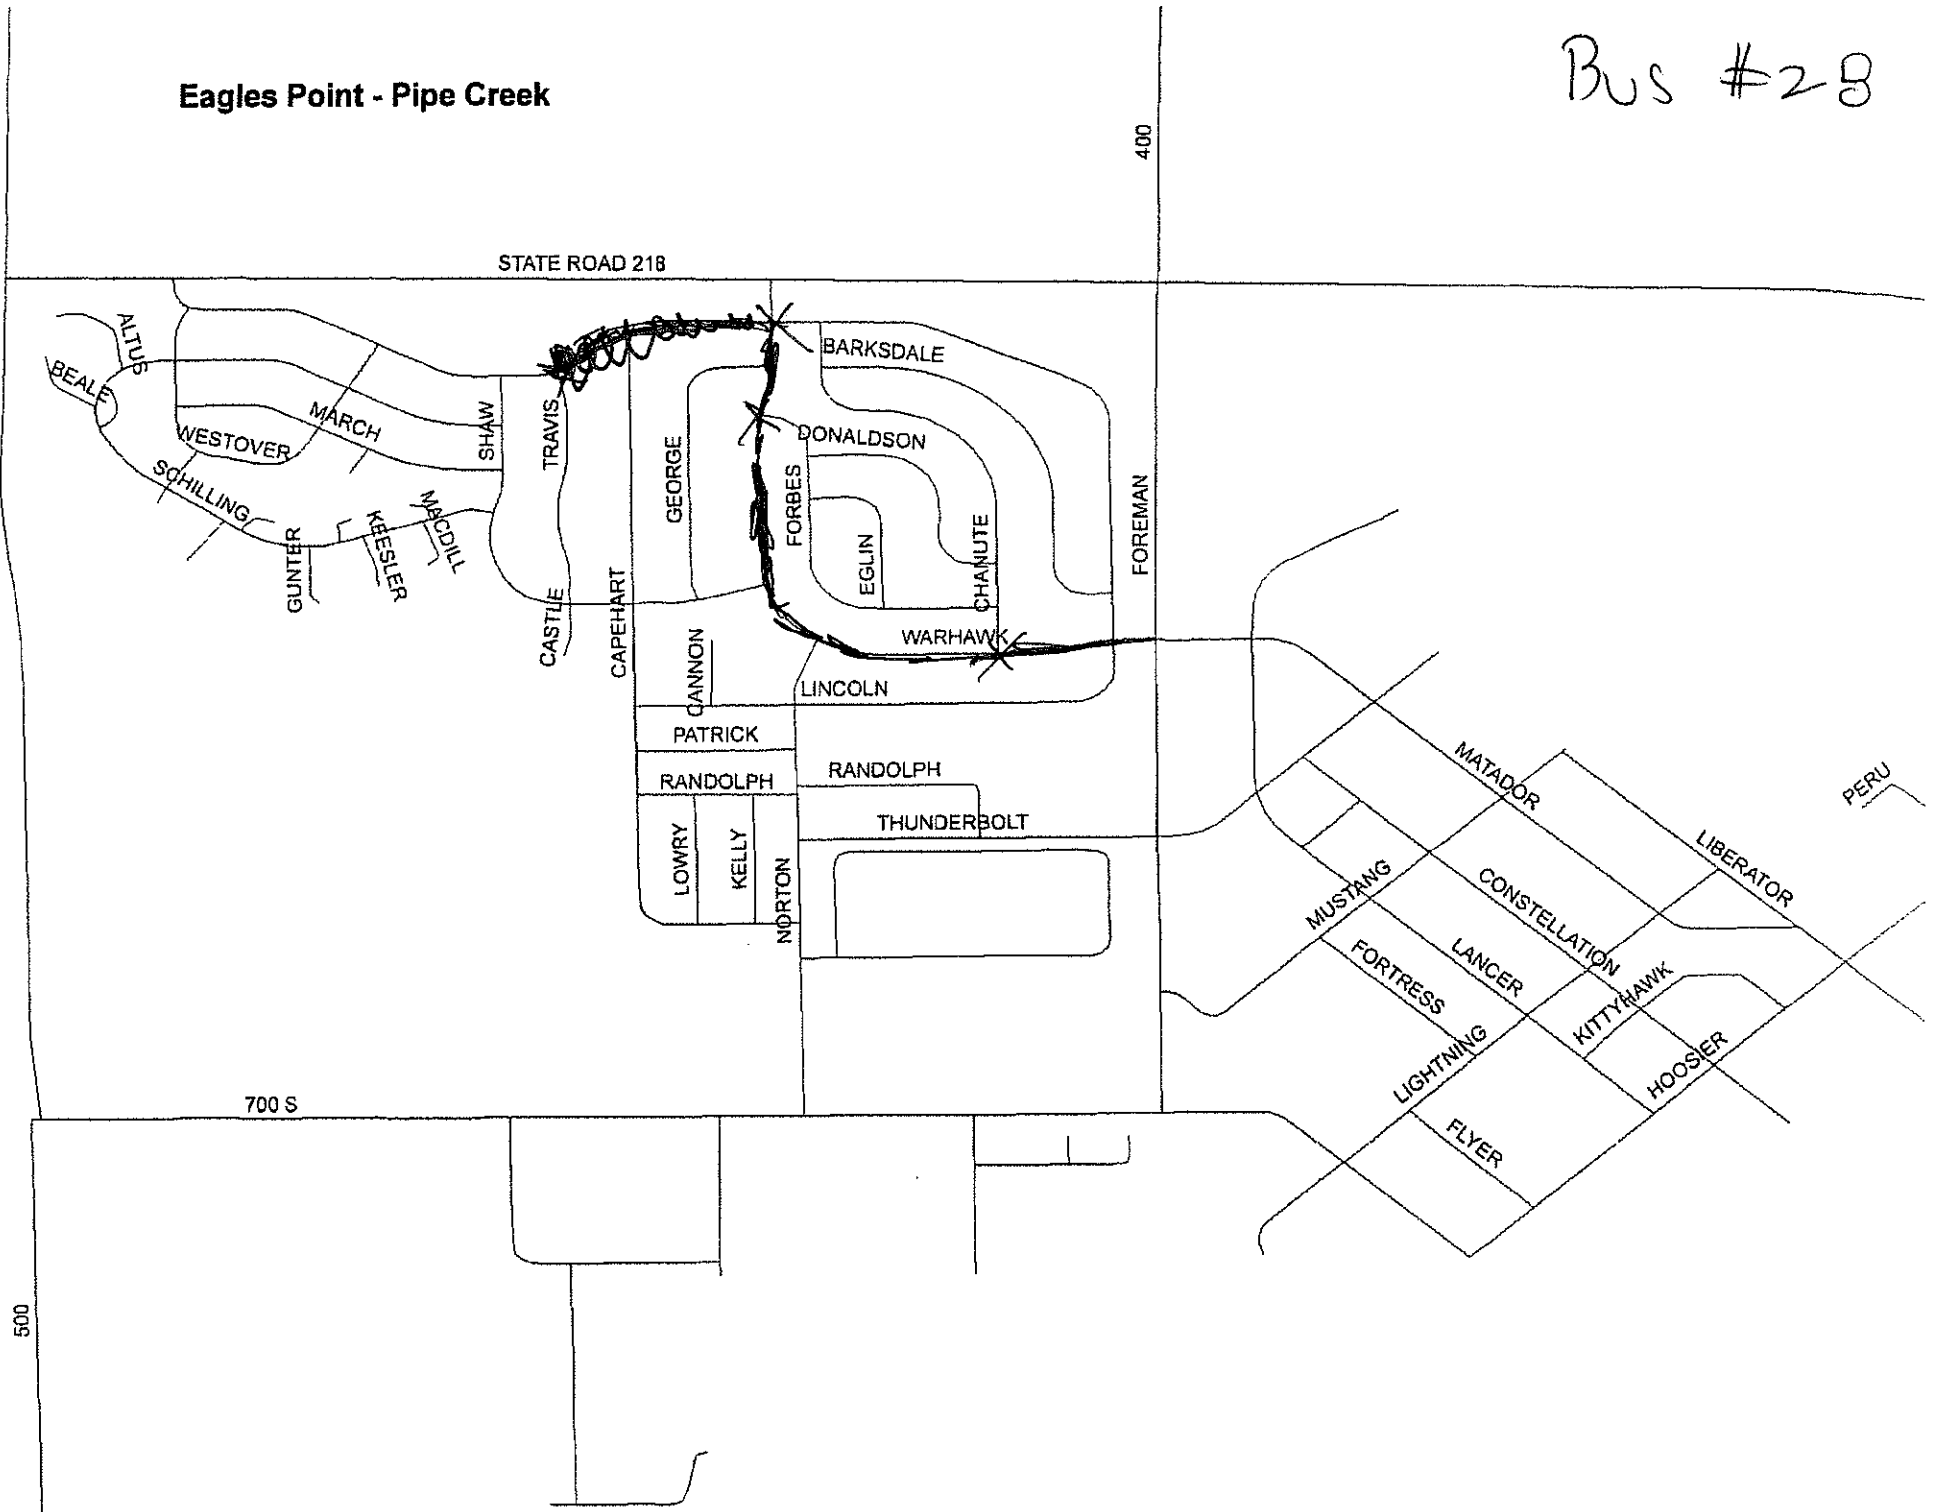 Bus #28
Eagles Point - Pipe Creek
400
STATE ROAD 218
ALTUS
BEALE
BARKSDALE
MARCH
WESTOVER
SHAW
TRAVIS
DONALDSON
GEORGE
SCHILLING
FORBES
MACDILL
KEESLER
GUNTER
EGLIN
CHANUTE
FOREMAN
CASTLE
CAPEHART
CANNON
WARHAWK
LINCOLN
PATRICK
RANDOLPH
RANDOLPH
THUNDERBOLT
LOWRY
KELLY
NORTON
MATADOR
PERU
LIBERATOR
MUSTANG
CONSTELLATION
FORTRESS
LANCER
KITTYHAWK
LIGHTNING
HOOSIER
FLYER
700 S
500